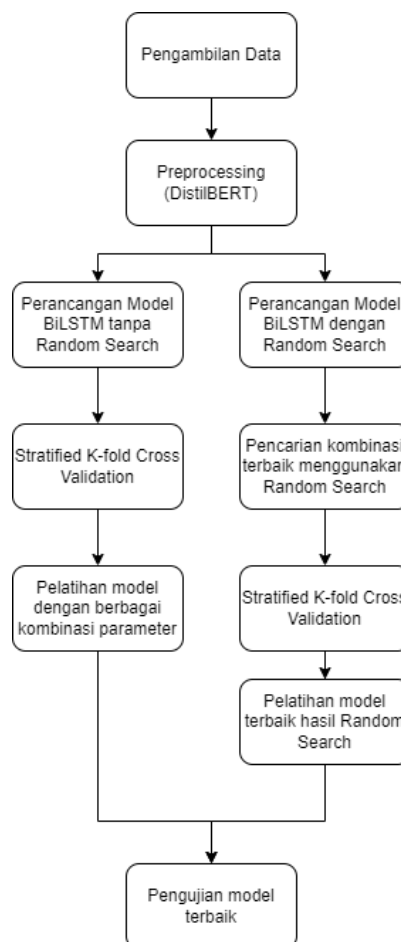 Pengambilan Data
Preprocessing
(DistilBERT)
Perancangan Model
BiLSTM tanpa
Random Search
Perancangan Model
BiLSTM dengan
Random Search
Stratified K-fold Cross
Validation
Pencarian kombinasi
terbaik menggunakan
Random Search
Pelatihan model
dengan berbagai
kombinasi parameter
Stratified K-fold Cross
Validation
Pelatihan model
terbaik hasil Random
Search
Pengujian model
terbaik